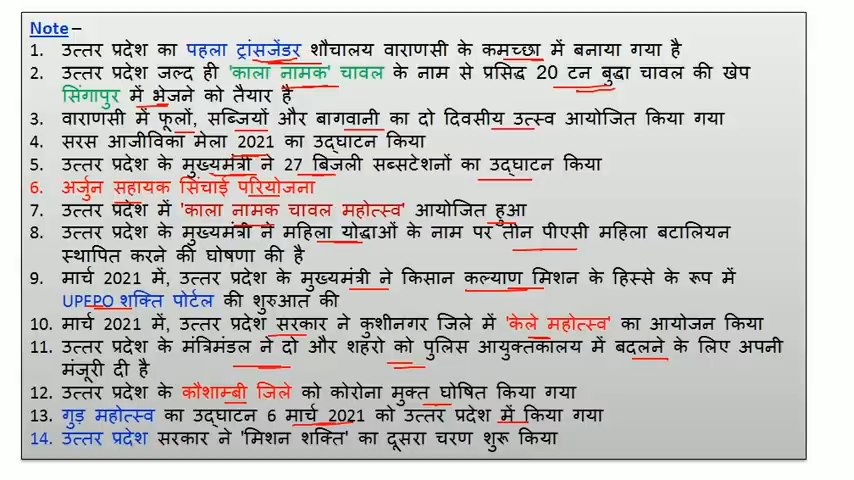 Note –
1. उत्तर प्रदेश का पहला ट्रांसजेंडर शौचालय वाराणसी के कमच्छा में बनाया गया है
2. उत्तर प्रदेश जल्द ही 'काला नामक' चावल के नाम से प्रसिद्ध 20 टन बुद्धा चावल की खेप
सिंगापुर में भेजने को तैयार है
3. वाराणसी में फूलों, सब्जियों और बागवानी का दो दिवसीय उत्स्व आयोजित किया गया
4. सरस आजीविका मेला 2021 का उद्घाटन किया
5. उत्तर प्रदेश के मुख्यमंत्री ने 27 बिजली सब्सटेशनों का उद्घाटन किया
6. अर्जुन सहायक सिंचाई परियोजना
7. उत्तर प्रदेश में 'काला नामक चावल महोत्स्व' आयोजित हुआ
8. उत्तर प्रदेश के मुख्यमंत्री ने महिला योद्धाओं के नाम पर तीन पीएसी महिला बटालियन
स्थापित करने की घोषणा की है
9. मार्च 2021 में, उत्तर प्रदेश के मुख्यमंत्री ने किसान कल्याण मिशन के हिस्से के रूप में
UPEPO शक्ति पोर्टल की शुरुआत की
10. मार्च 2021 में, उत्तर प्रदेश सरकार ने कुशीनगर जिले में 'केले महोत्स्व' का आयोजन किया
11. उत्तर प्रदेश के मंत्रिमंडल ने दो और शहरो को पुलिस आयुक्तकालय में बदलने के लिए अपनी
मंजूरी दी है
12. उत्तर प्रदेश के कौशाम्बी जिले को कोरोना मुक्त घोषित किया गया
13. गुड़ महोत्स्व का उद्घाटन 6 मार्च 2021 को उत्तर प्रदेश में किया गया
14. उत्तर प्रदेश सरकार ने 'मिशन शक्ति' का दूसरा चरण शुरू किया